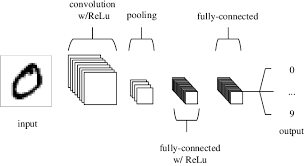 convolution
w/ReLu
pooling
fully-connected
0
...
9
output
input
fully-connected
w/ ReLu